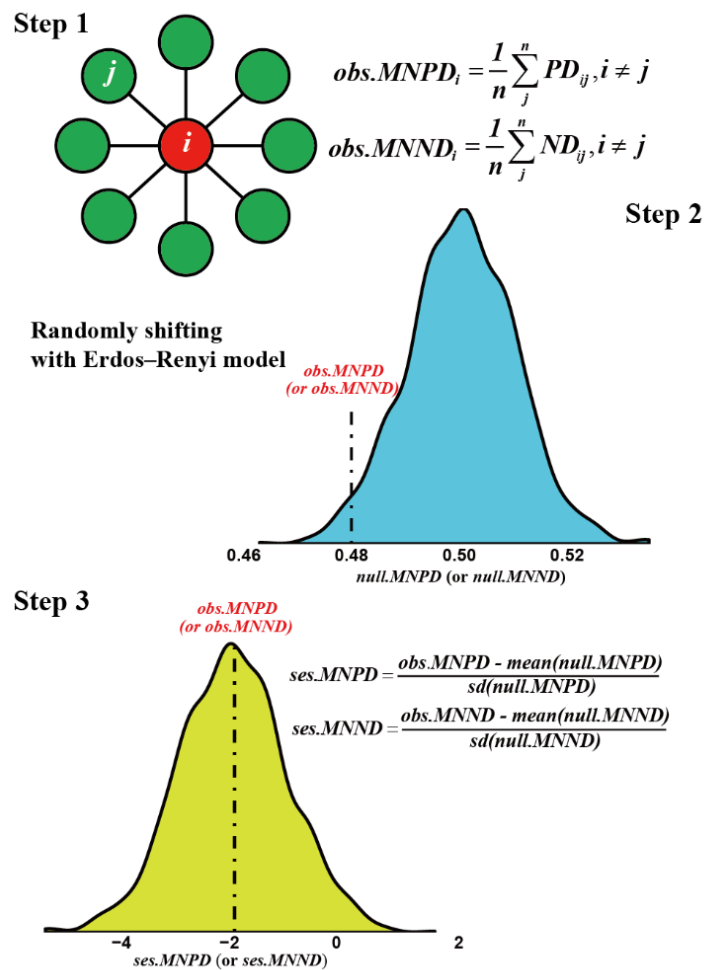 Step 1
j
i
obs.MNPD_i = 1/n ∑_j^n PD_ij, i ≠ j
obs.MNND_i = 1/n ∑_j^n ND_ij, i ≠ j
Step 2
Randomly shifting
with Erdos–Renyi model
obs.MNPD
(or obs.MNND)
0.46 0.48 0.50 0.52
null.MNPD (or null.MNND)
Step 3
obs.MNPD
(or obs.MNND)
ses.MNPD = obs.MNPD - mean(null.MNPD) / sd(null.MNPD)
ses.MNND = obs.MNND - mean(null.MNND) / sd(null.MNND)
−4 −2 0 2
ses.MNPD (or ses.MNND)